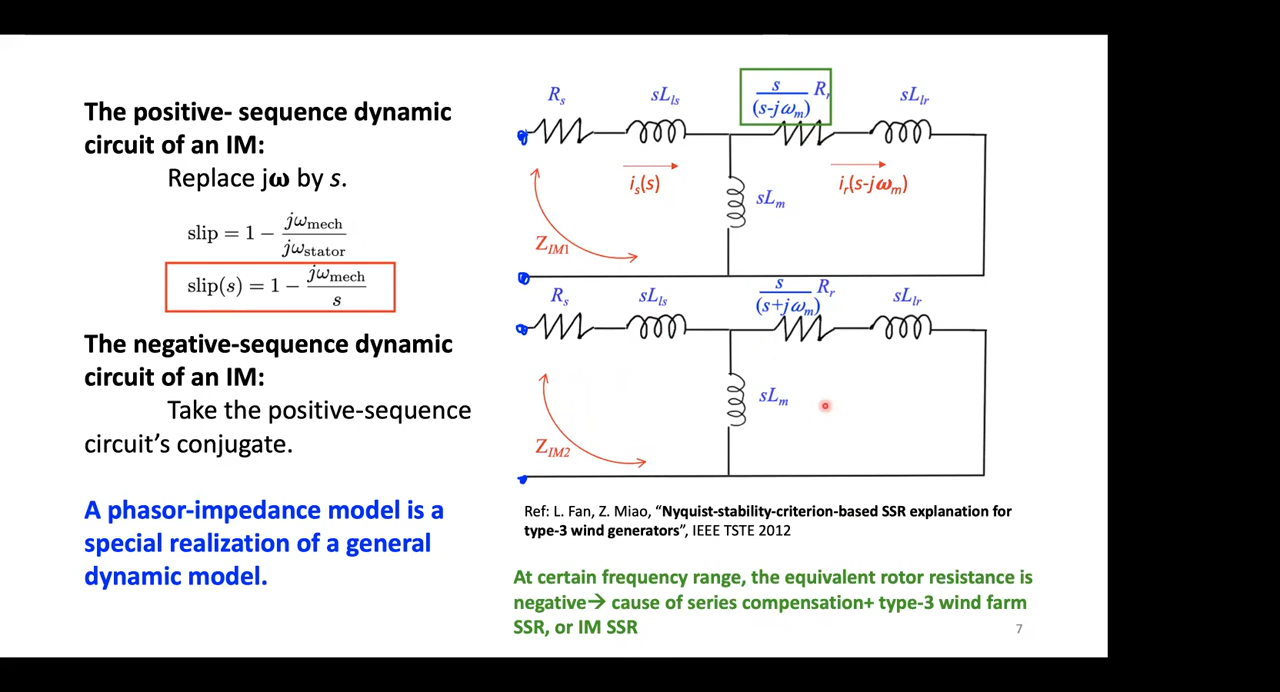 The positive- sequence dynamic
circuit of an IM:
Replace jω by s.
slip = 1 − jω_mech / jω_stator
slip(s) = 1 − jω_mech / s
The negative-sequence dynamic
circuit of an IM:
Take the positive-sequence
circuit’s conjugate.
A phasor-impedance model is a
special realization of a general
dynamic model.
R_s
sL_ls
s / (s-jω_m) R_r
sL_lr
i_s(s)
sL_m
i_r(s-jω_m)
Z_IM1
R_s
sL_ls
s / (s+jω_m) R_r
sL_lr
sL_m
Z_IM2
Ref: L. Fan, Z. Miao, “Nyquist-stability-criterion-based SSR explanation for
type-3 wind generators”, IEEE TSTE 2012
At certain frequency range, the equivalent rotor resistance is
negative→ cause of series compensation+ type-3 wind farm
SSR, or IM SSR
7